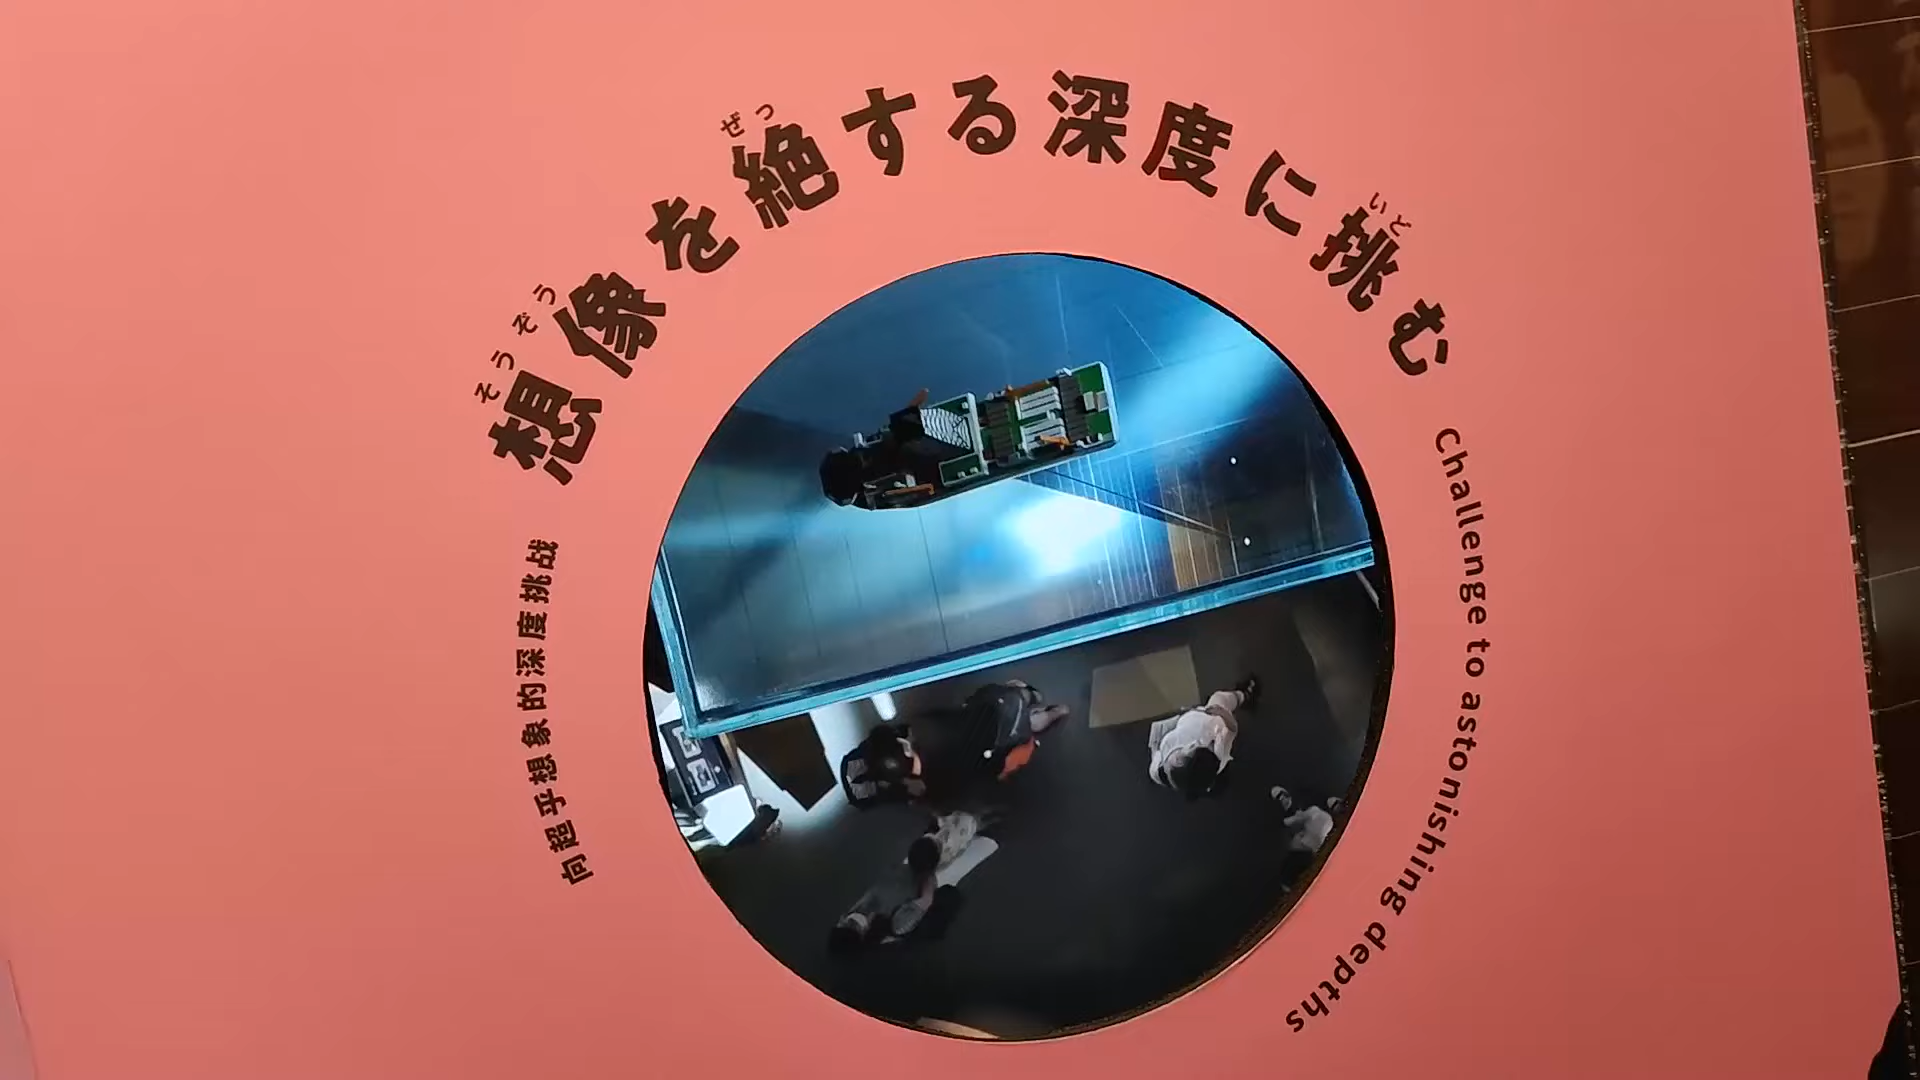 想像を絶する深度に挑む
そうぞう
ぜっ
いど
向超乎想象的深度挑战
Challenge to astonishing depths